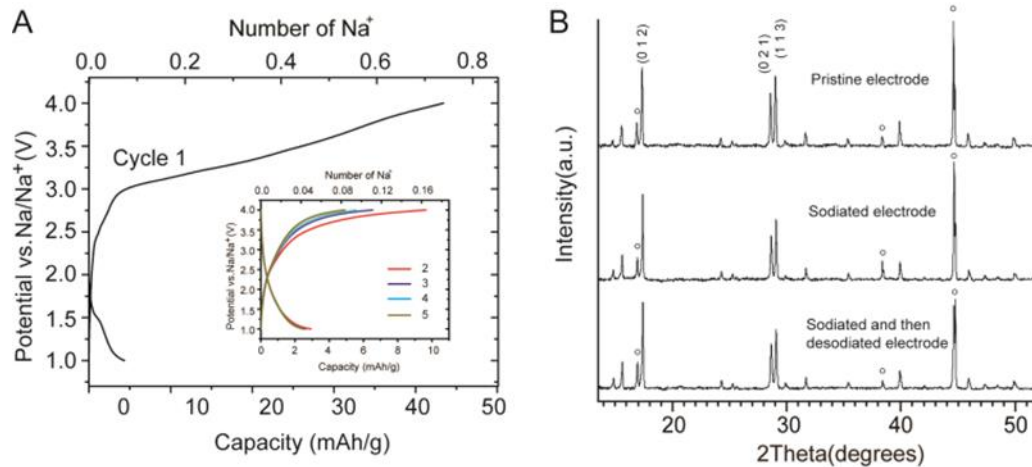 A
Number of Na⁺
0.0 0.2 0.4 0.6 0.8
Potential vs.Na/Na⁺(V)
4.0
3.5
3.0
2.5
2.0
1.5
1.0
Cycle 1
0 10 20 30 40 50
Capacity (mAh/g)
Number of Na⁺
0.0 0.04 0.08 0.12 0.16
Potential vs.Na/Na⁺(V)
4.0
3.5
3.0
2.5
2.0
1.5
1.0
2
3
4
5
0 2 4 6 8 10
Capacity (mAh/g)
B
Intensity(a.u.)
(0 1 2)
(0 2 1)
(1 1 3)
Pristine electrode
Sodiated electrode
Sodiated and then
desodiated electrode
20 30 40 50
2Theta(degrees)